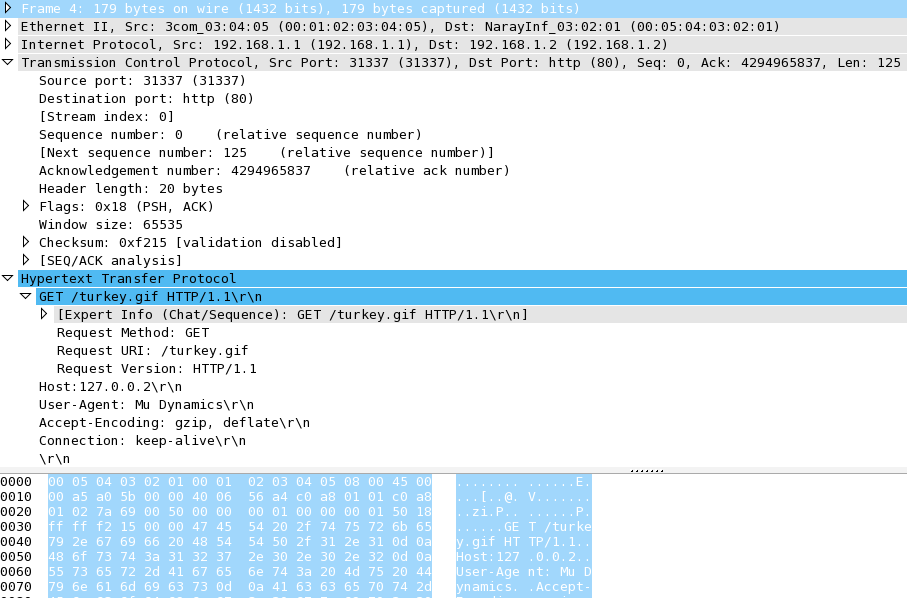 Frame 4: 179 bytes on wire (1432 bits), 179 bytes captured (1432 bits)
Ethernet II, Src: 3com_03:04:05 (00:01:02:03:04:05), Dst: NarayInf_03:02:01 (00:05:04:03:02:01)
Internet Protocol, Src: 192.168.1.1 (192.168.1.1), Dst: 192.168.1.2 (192.168.1.2)
Transmission Control Protocol, Src Port: 31337 (31337), Dst Port: http (80), Seq: 0, Ack: 4294965837, Len: 125
Source port: 31337 (31337)
Destination port: http (80)
[Stream index: 0]
Sequence number: 0    (relative sequence number)
[Next sequence number: 125    (relative sequence number)]
Acknowledgement number: 4294965837    (relative ack number)
Header length: 20 bytes
Flags: 0x18 (PSH, ACK)
Window size: 65535
Checksum: 0xf215 [validation disabled]
[SEQ/ACK analysis]
Hypertext Transfer Protocol
GET /turkey.gif HTTP/1.1\r\n
[Expert Info (Chat/Sequence): GET /turkey.gif HTTP/1.1\r\n]
Request Method: GET
Request URI: /turkey.gif
Request Version: HTTP/1.1
Host:127.0.0.2\r\n
User-Agent: Mu Dynamics\r\n
Accept-Encoding: gzip, deflate\r\n
Connection: keep-alive\r\n
\r\n
0000  00 05 04 03 02 01 00 01  02 03 04 05 08 00 45 00   ........ ......E.
0010  00 a5 a0 5b 00 00 40 06  56 a4 c0 a8 01 01 c0 a8   ...[..@. V.......
0020  01 02 7a 69 00 50 00 00  00 01 00 00 00 01 50 18   ..zi.P.. ......P.
0030  ff ff f2 15 00 00 47 45  54 20 2f 74 75 72 6b 65   ......GE T /turke
0040  79 2e 67 69 66 20 48 54  54 50 2f 31 2e 31 0d 0a   y.gif HT TP/1.1..
0050  48 6f 73 74 3a 31 32 37  2e 30 2e 30 2e 32 0d 0a   Host:127 .0.0.2..
0060  55 73 65 72 2d 41 67 65  6e 74 3a 20 4d 75 20 44   User-Age nt: Mu D
0070  79 6e 61 6d 69 63 73 0d  0a 41 63 63 65 70 74 2d   ynamics. .Accept-